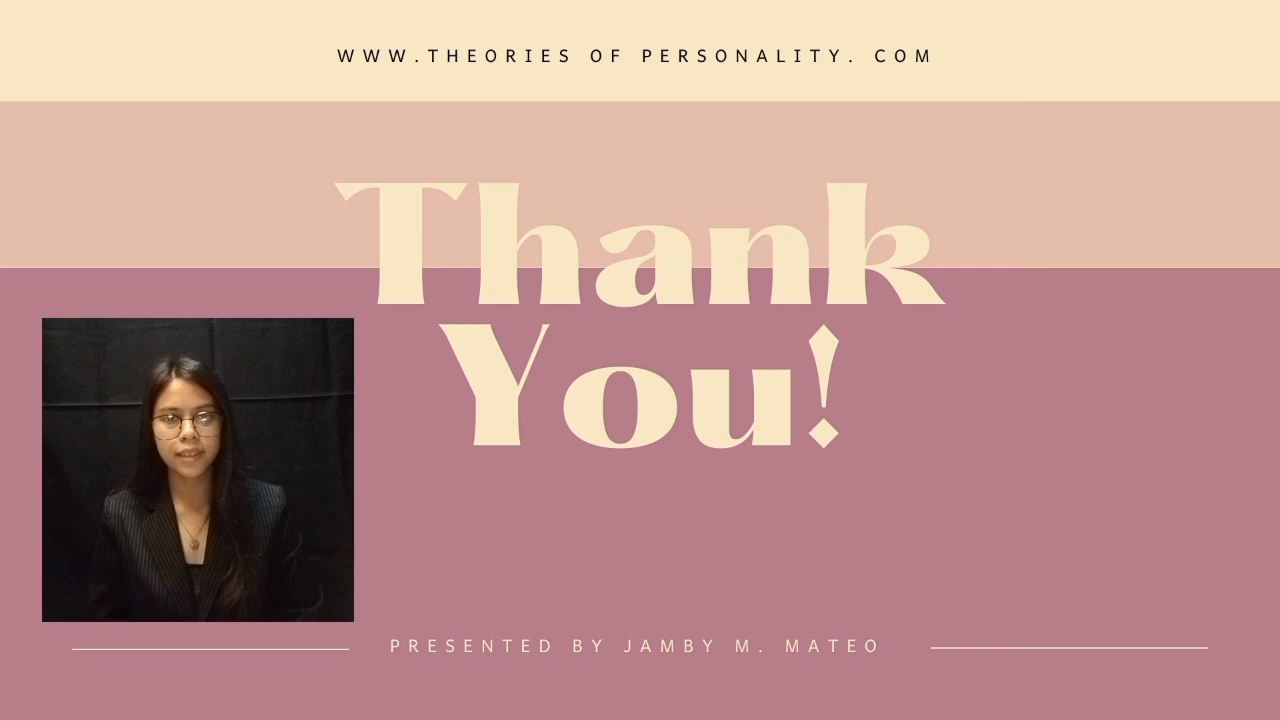 WWW.THEORIES OF PERSONALITY. COM
Thank
You!
PRESENTED BY JAMBY M. MATEO